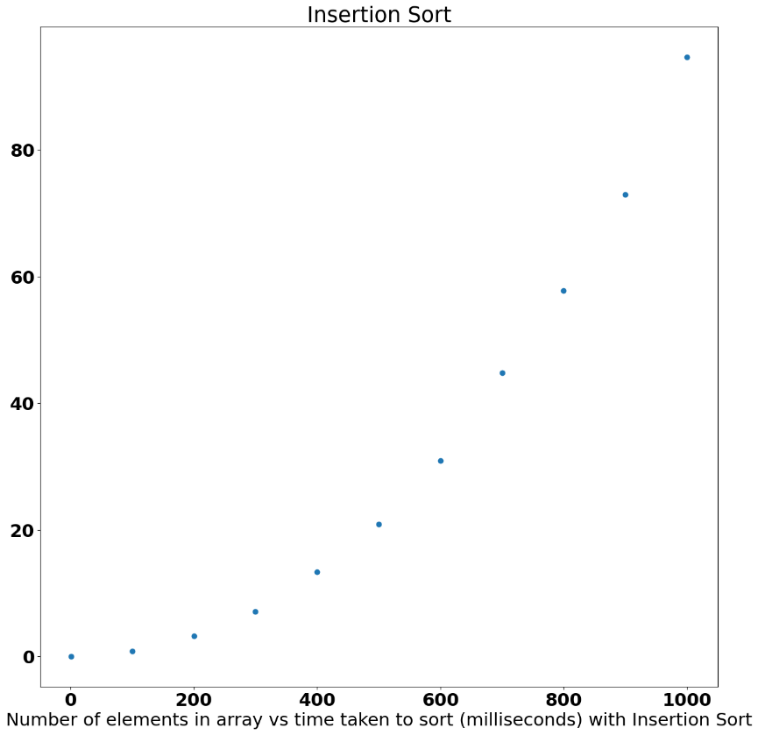 Insertion Sort
80
60
40
20
0
0 200 400 600 800 1000
Number of elements in array vs time taken to sort (milliseconds) with Insertion Sort